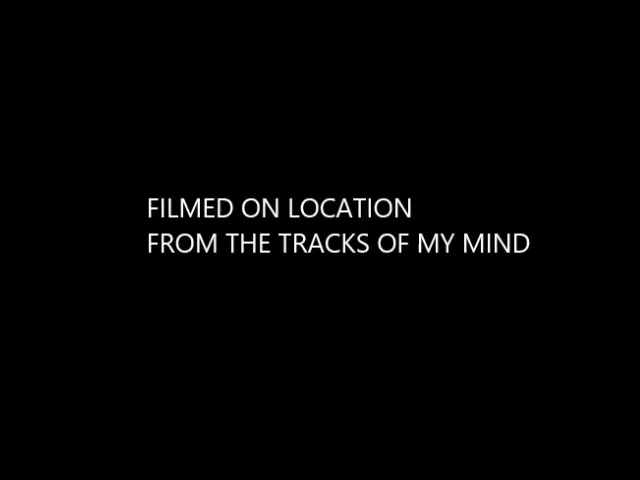 FILMED ON LOCATION
FROM THE TRACKS OF MY MIND